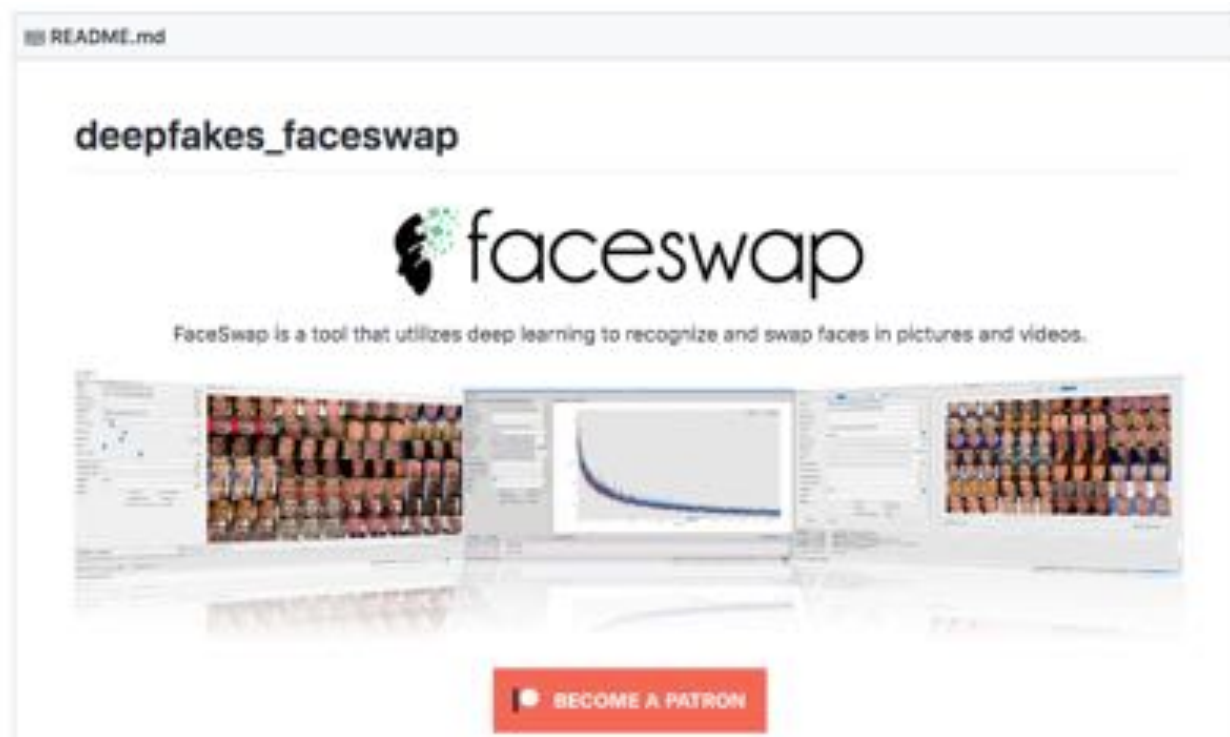 README.md
deepfakes_faceswap
faceswap
FaceSwap is a tool that utilizes deep learning to recognize and swap faces in pictures and videos.
BECOME A PATRON